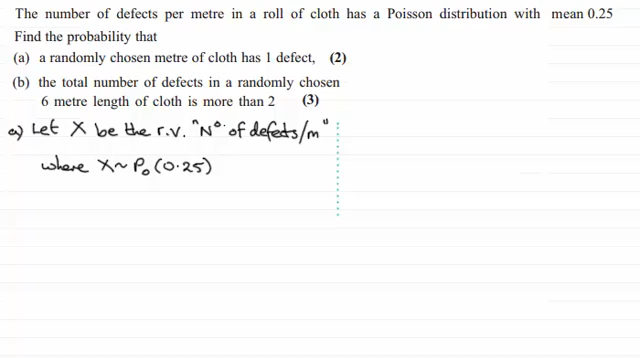 The number of defects per metre in a roll of cloth has a Poisson distribution with mean 0.25
Find the probability that
(a) a randomly chosen metre of cloth has 1 defect, (2)
(b) the total number of defects in a randomly chosen
6 metre length of cloth is more than 2 (3)
a) Let X be the r.v. "Nº. of defects/m"
where X ~ Po (0.25)